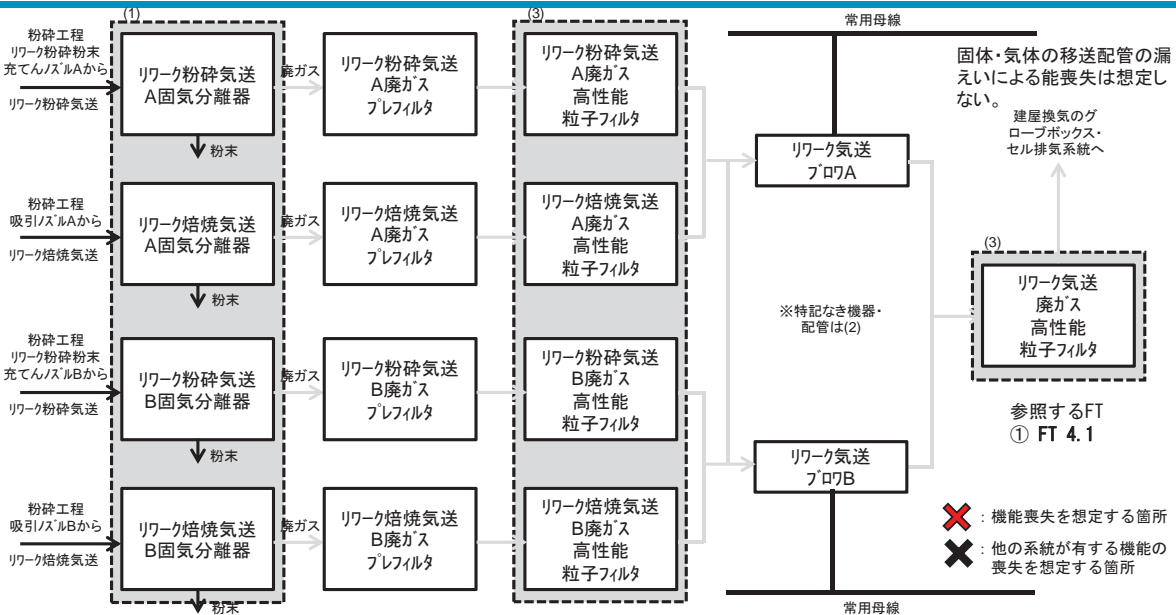 (1)
(3)
常用母線
粉砕工程
リワーク粉砕粉末
充てんノズルAから
リワーク粉砕気送
リワーク粉砕気送
A固気分離器
廃ガス
リワーク粉砕気送
A廃ガス
プレフィルタ
リワーク粉砕気送
A廃ガス
高性能
粒子フィルタ
粉末
固体・気体の移送配管の漏
えいによる能喪失は想定し
ない。
建屋換気のグ
ローブボックス・
セル排気系統へ
リワーク気送
ブロワA
粉砕工程
吸引ノズルAから
リワーク焙焼気送
リワーク焙焼気送
A固気分離器
廃ガス
リワーク焙焼気送
A廃ガス
プレフィルタ
リワーク焙焼気送
A廃ガス
高性能
粒子フィルタ
粉末
(3)
リワーク気送
廃ガス
高性能
粒子フィルタ
※特記なき機器・
配管は(2)
粉砕工程
リワーク粉砕粉末
充てんノズルBから
リワーク粉砕気送
リワーク粉砕気送
B固気分離器
廃ガス
リワーク粉砕気送
B廃ガス
プレフィルタ
リワーク粉砕気送
B廃ガス
高性能
粒子フィルタ
粉末
参照するFT
① FT 4.1
リワーク気送
ブロワB
粉砕工程
吸引ノズルBから
リワーク焙焼気送
リワーク焙焼気送
B固気分離器
廃ガス
リワーク焙焼気送
B廃ガス
プレフィルタ
リワーク焙焼気送
B廃ガス
高性能
粒子フィルタ
粉末
:機能喪失を想定する箇所
:他の系統が有する機能の
喪失を想定する箇所
常用母線